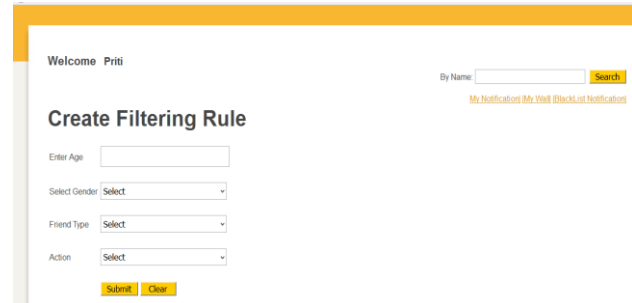 Welcome Priti
By Name: Search
My Notification| |My Wall| |BlackList Notification|
Create Filtering Rule
Enter Age
Select Gender Select
Friend Type Select
Action Select
Submit Clear